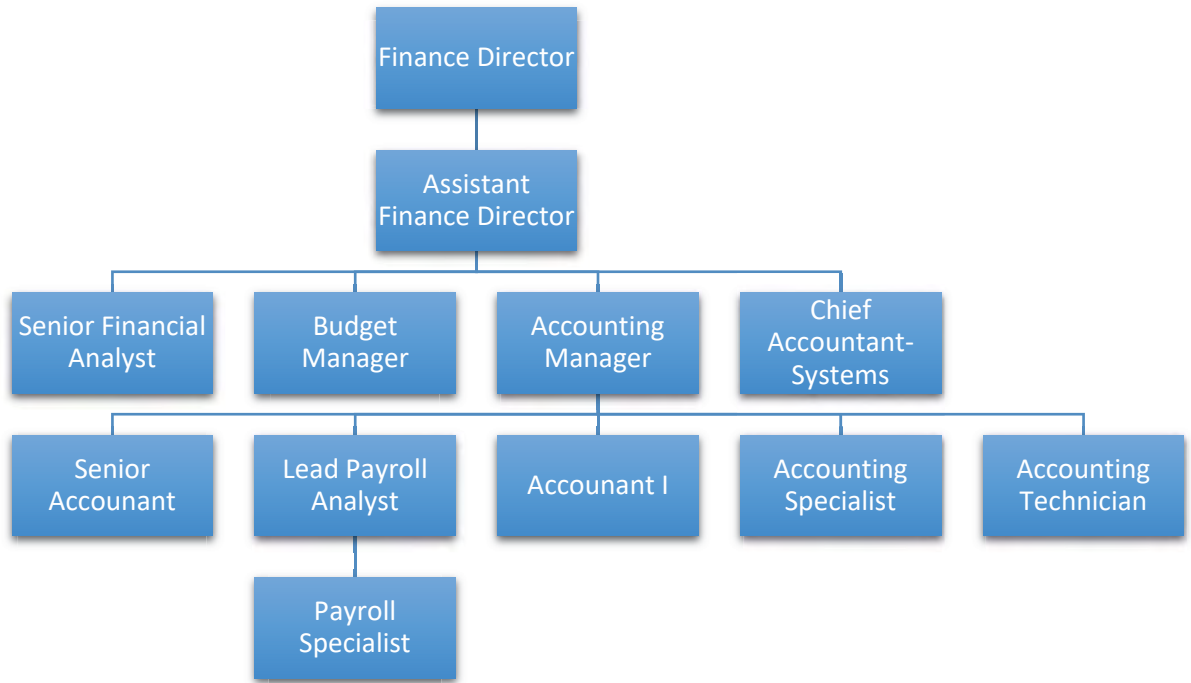 Finance Director
Assistant
Finance Director
Senior Financial
Analyst
Budget
Manager
Accounting
Manager
Chief
Accountant-
Systems
Senior
Accounant
Lead Payroll
Analyst
Accounant I
Accounting
Specialist
Accounting
Technician
Payroll
Specialist